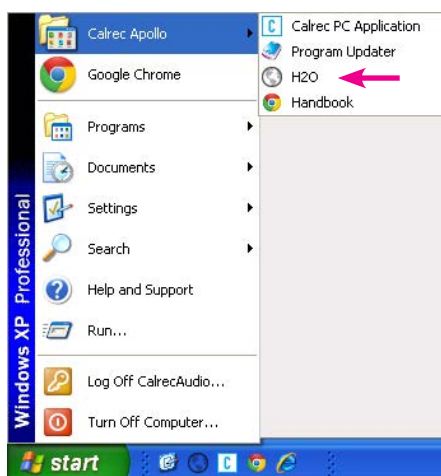 Calrec Apollo
Google Chrome
Programs
Documents
Settings
Search
Help and Support
Run...
Log Off CalrecAudio...
Turn Off Computer...
Windows XP Professional
start
C
Calrec PC Application
Program Updater
H2O
Handbook
C